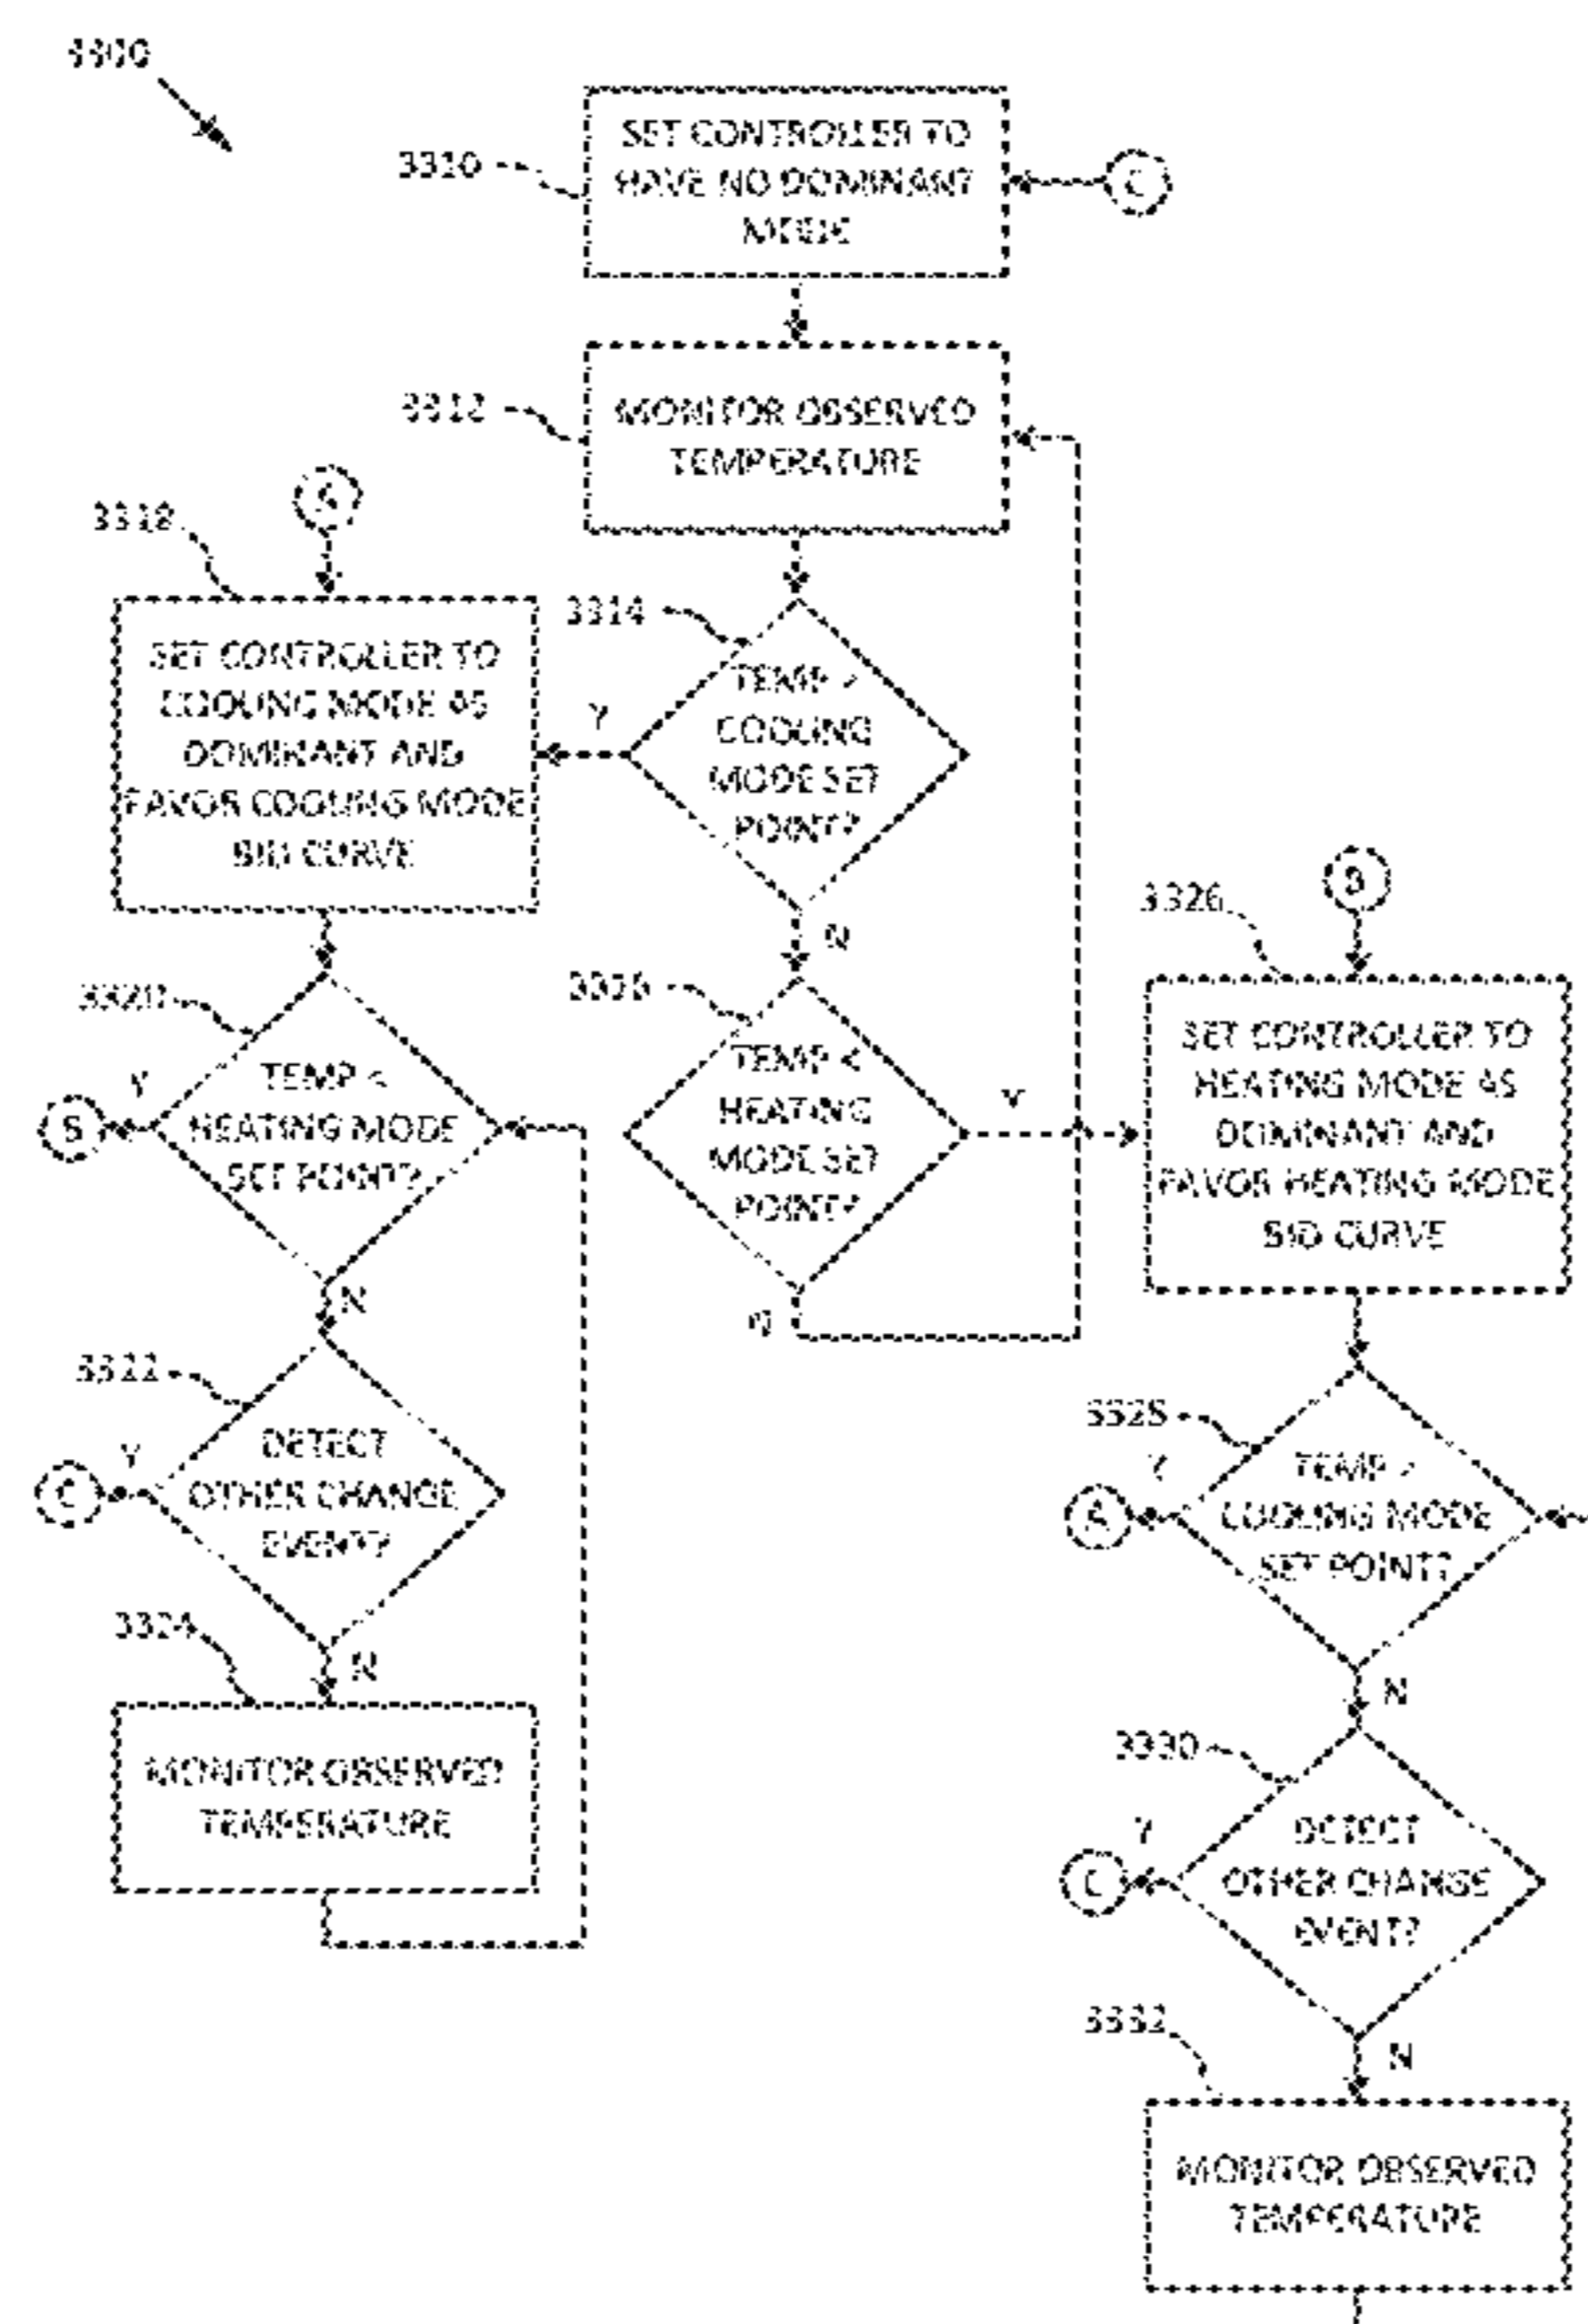 3300
3310
SET CONTROLLER TO
HAVE NO DOMINANT
MODE
C
3312
MONITOR OBSERVED
TEMPERATURE
3318
A
SET CONTROLLER TO
COOLING MODE AS
DOMINANT AND
FAVOR COOLING MODE
BID CURVE
3314
TEMP >
COOLING
MODE SET
POINT?
Y
N
3316
TEMP <
HEATING
MODE SET
POINT?
Y
N
3320
TEMP <
HEATING MODE
SET POINT?
Y
B
N
3322
DETECT
OTHER CHANGE
EVENT?
Y
C
N
3324
MONITOR OBSERVED
TEMPERATURE
B
3326
SET CONTROLLER TO
HEATING MODE AS
DOMINANT AND
FAVOR HEATING MODE
BID CURVE
3328
TEMP >
COOLING MODE
SET POINT?
Y
A
N
3330
DETECT
OTHER CHANGE
EVENT?
Y
C
N
3332
MONITOR OBSERVED
TEMPERATURE